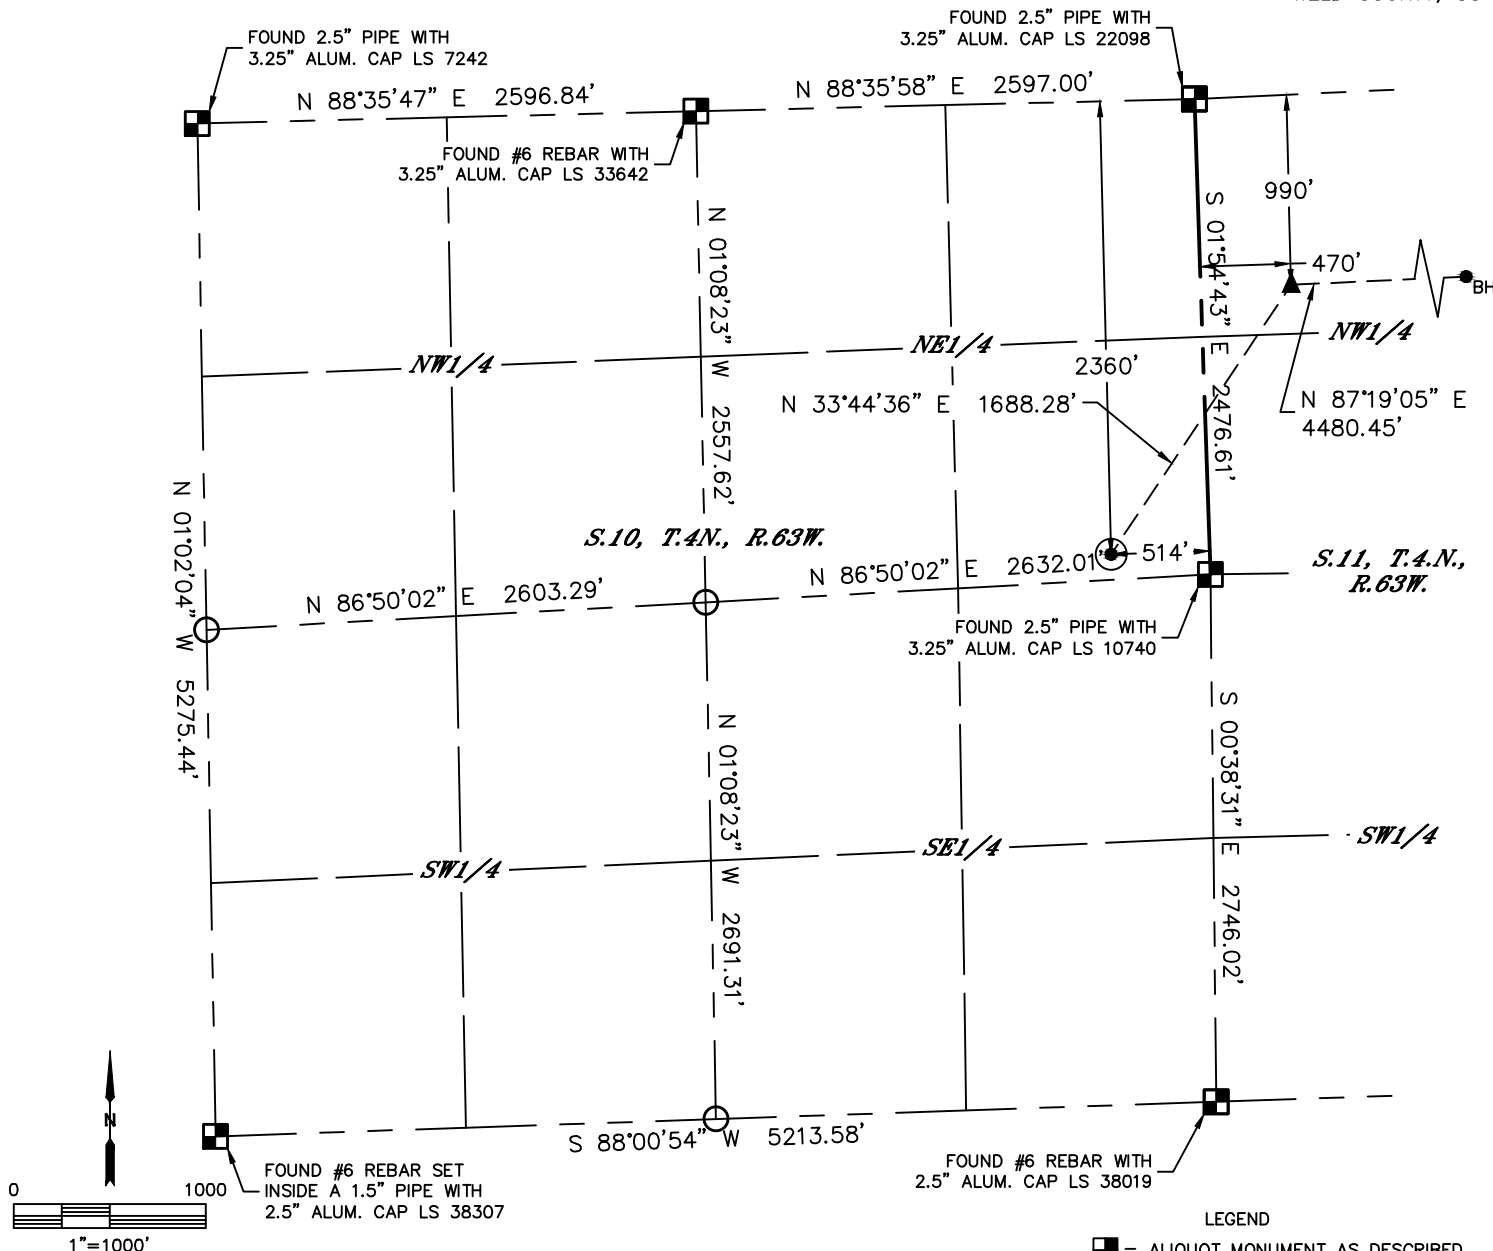 FOUND 2.5" PIPE WITH
3.25" ALUM. CAP LS 7242
FOUND 2.5" PIPE WITH
3.25" ALUM. CAP LS 22098
N 88°35'47" E 2596.84'
N 88°35'58" E 2597.00'
FOUND #6 REBAR WITH
3.25" ALUM. CAP LS 33642
990'
S 01°54'43" E 2476.61'
470'
BH
N 01°08'23" W 2557.62'
NW1/4
NE1/4
NW1/4
2360'
N 33°44'36" E 1688.28'
N 87°19'05" E
4480.45'
N 01°02'04" W 5275.44'
S.10, T.4N., R.63W.
514'
S.11, T.4.N.,
R.63W.
N 86°50'02" E 2603.29'
N 86°50'02" E 2632.01'
FOUND 2.5" PIPE WITH
3.25" ALUM. CAP LS 10740
N 01°08'23" W 2691.31'
S 00°38'31" E 2746.02'
SW1/4
SE1/4
SW1/4
N
S 88°00'54" W 5213.58'
FOUND #6 REBAR SET
INSIDE A 1.5" PIPE WITH
2.5" ALUM. CAP LS 38307
FOUND #6 REBAR WITH
2.5" ALUM. CAP LS 38019
0 1000
1"=1000'
LEGEND
= ALIQUOT MONUMENT AS DESCRIBED